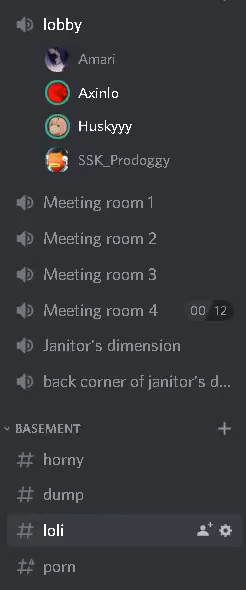 lobby
Amari
Axinlo
Huskyyy
SSK_Prodoggy
Meeting room 1
Meeting room 2
Meeting room 3
Meeting room 4 00 12
Janitor's dimension
back corner of janitor's d...
BASEMENT
horny
dump
loli
porn